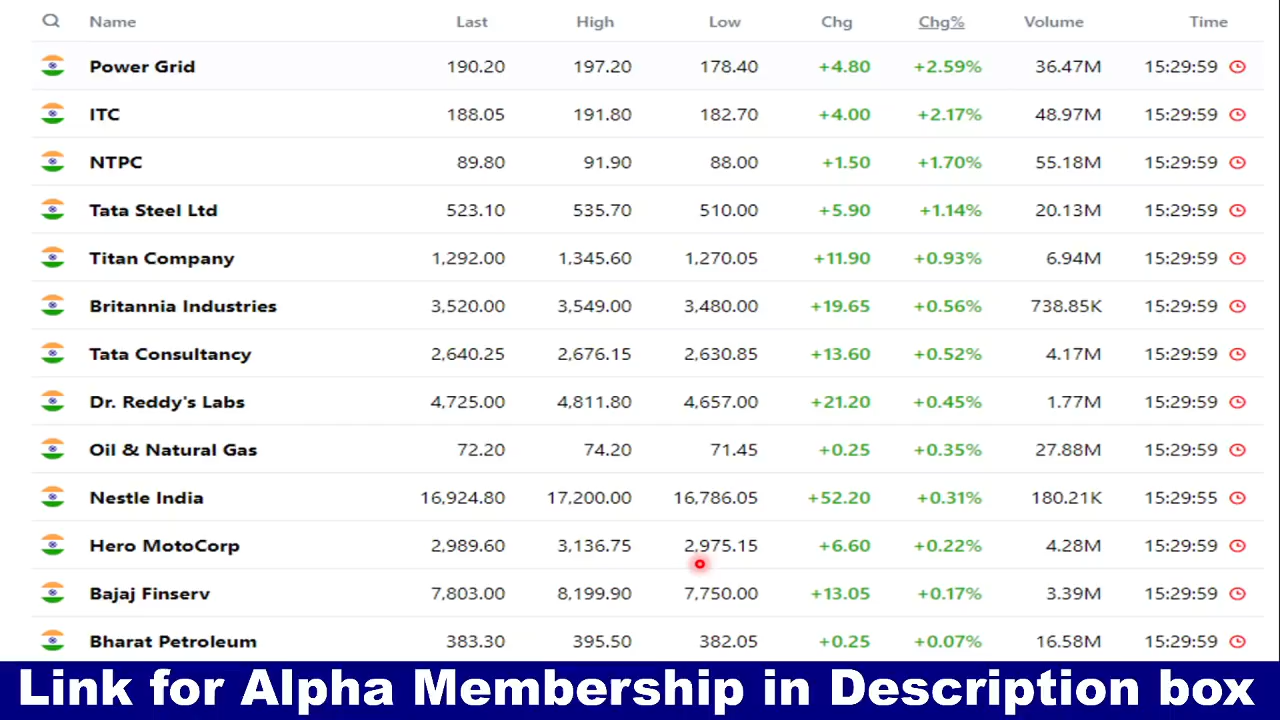 Name Last High Low Chg Chg% Volume Time
Power Grid 190.20 197.20 178.40 +4.80 +2.59% 36.47M 15:29:59
ITC 188.05 191.80 182.70 +4.00 +2.17% 48.97M 15:29:59
NTPC 89.80 91.90 88.00 +1.50 +1.70% 55.18M 15:29:59
Tata Steel Ltd 523.10 535.70 510.00 +5.90 +1.14% 20.13M 15:29:59
Titan Company 1,292.00 1,345.60 1,270.05 +11.90 +0.93% 6.94M 15:29:59
Britannia Industries 3,520.00 3,549.00 3,480.00 +19.65 +0.56% 738.85K 15:29:59
Tata Consultancy 2,640.25 2,676.15 2,630.85 +13.60 +0.52% 4.17M 15:29:59
Dr. Reddy's Labs 4,725.00 4,811.80 4,657.00 +21.20 +0.45% 1.77M 15:29:59
Oil & Natural Gas 72.20 74.20 71.45 +0.25 +0.35% 27.88M 15:29:59
Nestle India 16,924.80 17,200.00 16,786.05 +52.20 +0.31% 180.21K 15:29:55
Hero MotoCorp 2,989.60 3,136.75 2,975.15 +6.60 +0.22% 4.28M 15:29:59
Bajaj Finserv 7,803.00 8,199.90 7,750.00 +13.05 +0.17% 3.39M 15:29:59
Bharat Petroleum 383.30 395.50 382.05 +0.25 +0.07% 16.58M 15:29:59
Link for Alpha Membership in Description box